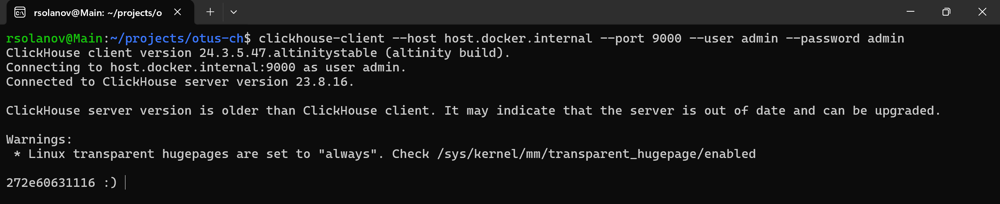 rsolanov@Main: ~/projects/o
rsolanov@Main:~/projects/otus-ch$ clickhouse-client --host host.docker.internal --port 9000 --user admin --password admin
ClickHouse client version 24.3.5.47.altinitystable (altinity build).
Connecting to host.docker.internal:9000 as user admin.
Connected to ClickHouse server version 23.8.16.
ClickHouse server version is older than ClickHouse client. It may indicate that the server is out of date and can be upgraded.
Warnings:
 * Linux transparent hugepages are set to "always". Check /sys/kernel/mm/transparent_hugepage/enabled
272e60631116 :)